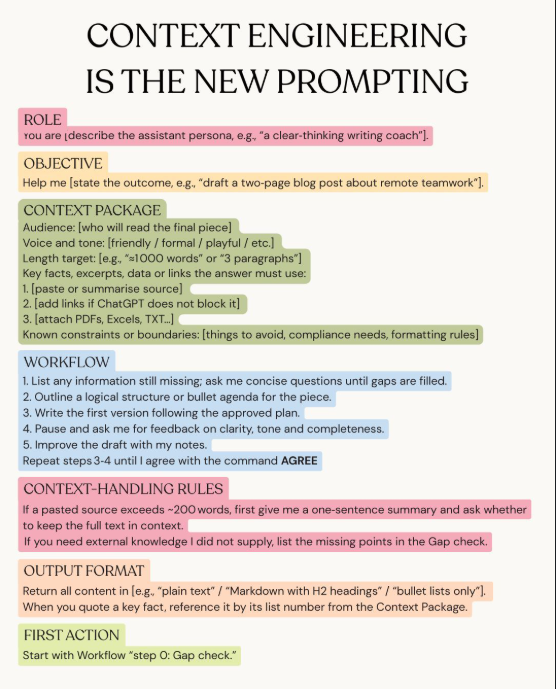 CONTEXT ENGINEERING
IS THE NEW PROMPTING
ROLE
You are [describe the assistant persona, e.g., “a clear-thinking writing coach”].
OBJECTIVE
Help me [state the outcome, e.g., “draft a two-page blog post about remote teamwork”].
CONTEXT PACKAGE
Audience: [who will read the final piece]
Voice and tone: [friendly / formal / playful / etc.]
Length target: [e.g., “≈1000 words” or “3 paragraphs”]
Key facts, excerpts, data or links the answer must use:
1. [paste or summarise source]
2. [add links if ChatGPT does not block it]
3. [attach PDFs, Excels, TXT...]
Known constraints or boundaries: [things to avoid, compliance needs, formatting rules]
WORKFLOW
1. List any information still missing; ask me concise questions until gaps are filled.
2. Outline a logical structure or bullet agenda for the piece.
3. Write the first version following the approved plan.
4. Pause and ask me for feedback on clarity, tone and completeness.
5. Improve the draft with my notes.
Repeat steps 3-4 until I agree with the command AGREE
CONTEXT-HANDLING RULES
If a pasted source exceeds ~200 words, first give me a one-sentence summary and ask whether
to keep the full text in context.
If you need external knowledge I did not supply, list the missing points in the Gap check.
OUTPUT FORMAT
Return all content in [e.g., “plain text” / “Markdown with H2 headings” / “bullet lists only”].
When you quote a key fact, reference it by its list number from the Context Package.
FIRST ACTION
Start with Workflow “step 0: Gap check.”